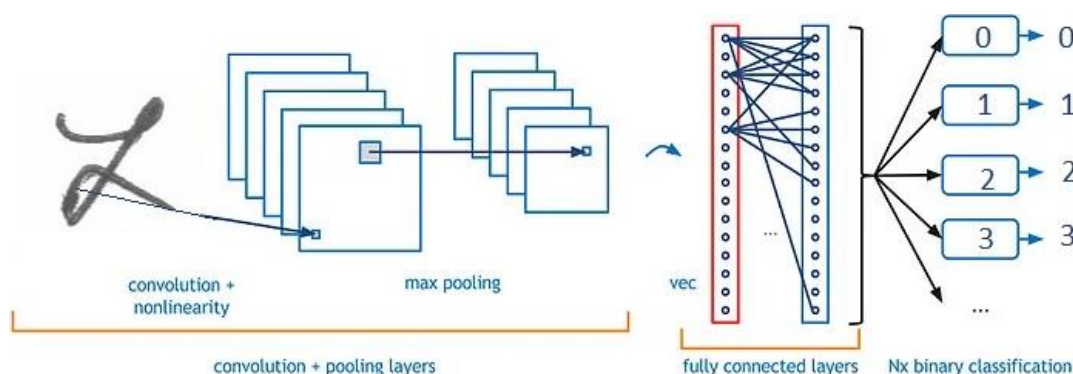 0 0
1 1
2 2
3 3
...
...
convolution +
nonlinearity
max pooling
vec
convolution + pooling layers
fully connected layers
Nx binary classification